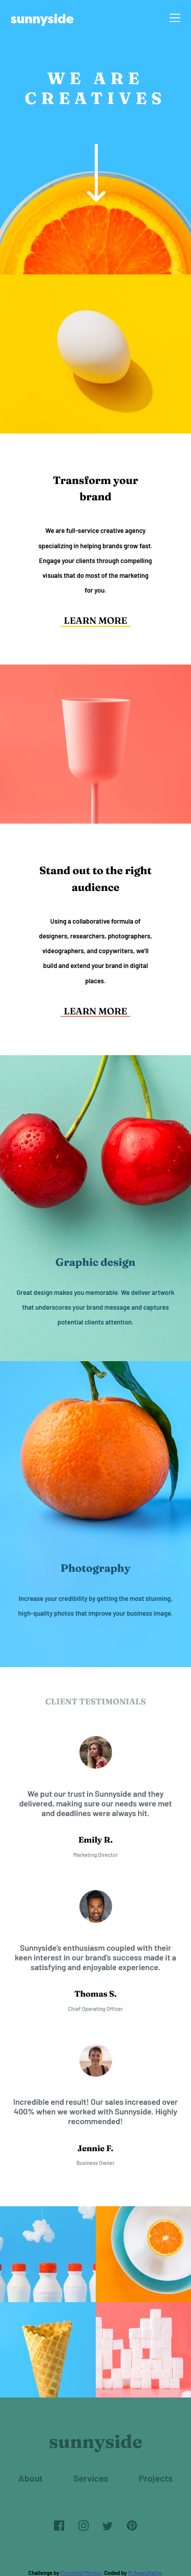 sunnyside
WE ARE
CREATIVES
Transform your
brand
We are full-service creative agency
specializing in helping brands grow fast.
Engage your clients through compelling
visuals that do most of the marketing
for you.
LEARN MORE
Stand out to the right
audience
Using a collaborative formula of
designers, researchers, photographers,
videographers, and copywriters, we'll
build and extend your brand in digital
places.
LEARN MORE
Graphic design
Great design makes you memorable. We deliver artwork
that underscores your brand message and captures
potential clients attention.
Photography
Increase your credibility by getting the most stunning,
high-quality photos that improve your business image.
CLIENT TESTIMONIALS
We put our trust in Sunnyside and they
delivered, making sure our needs were met
and deadlines were always hit.
Emily R.
Marketing Director
Sunnyside's enthusiasm coupled with their
keen interest in our brand's success made it a
satisfying and enjoyable experience.
Thomas S.
Chief Operating Officer
Incredible end result! Our sales increased over
400% when we worked with Sunnyside. Highly
recommended!
Jennie F.
Business Owner
sunnyside
About Services Projects
Challenge by Frontend Mentor. Coded by